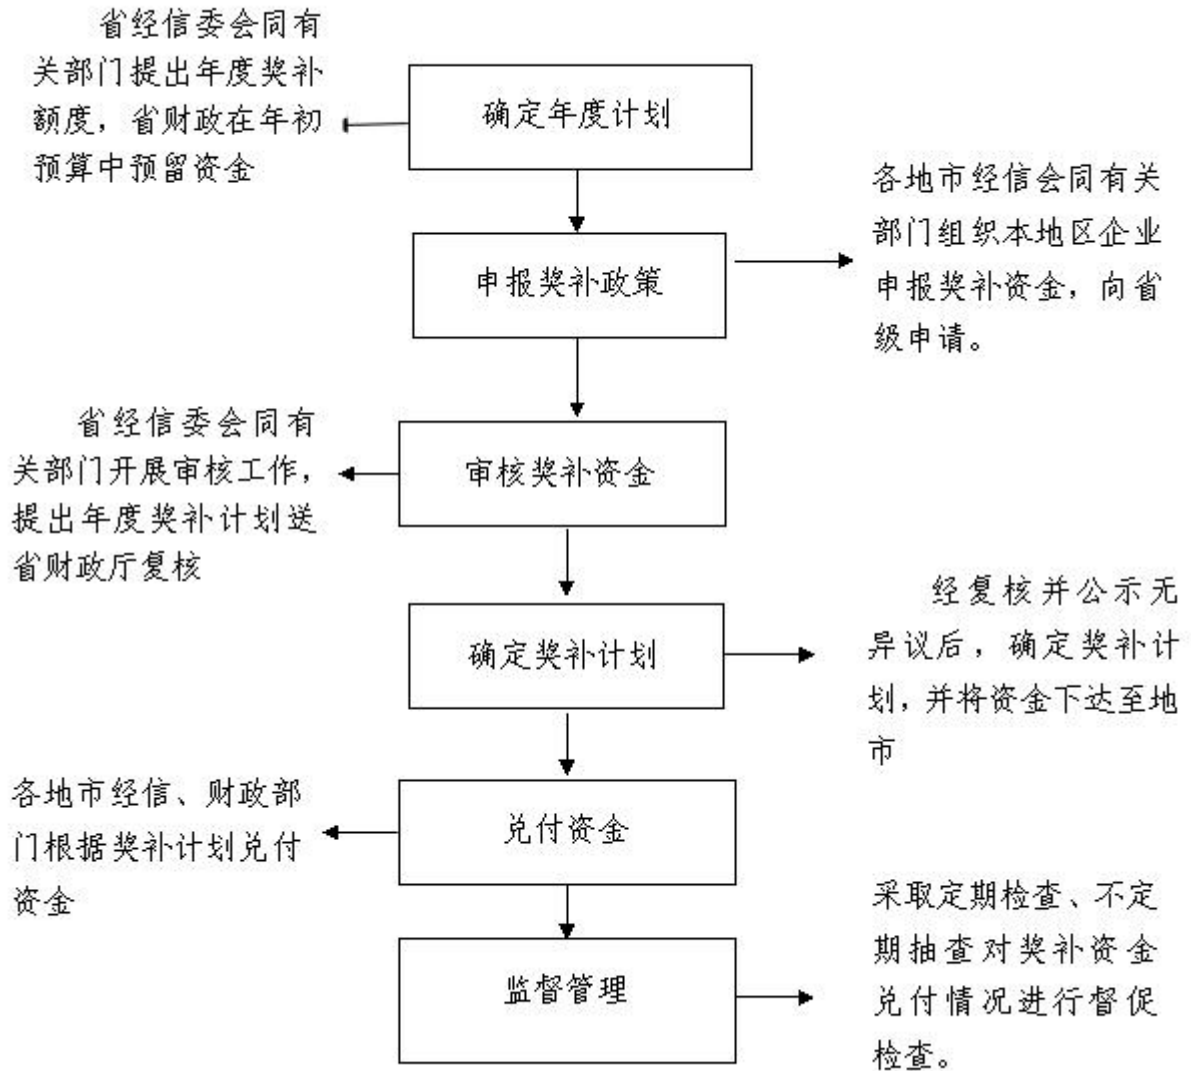 省经信委会同有
关部门提出年度奖补
额度，省财政在年初
预算中预留资金
确定年度计划
各地市经信会同有关
部门组织本地区企业
申报奖补资金，向省
级申请。
申报奖补政策
省经信委会同有
关部门开展审核工作，
提出年度奖补计划送
省财政厅复核
审核奖补资金
经复核并公示无
异议后，确定奖补计
划，并将资金下达至地
市
确定奖补计划
各地市经信、财政部
门根据奖补计划兑付
资金
兑付资金
采取定期检查、不定
期抽查对奖补资金
兑付情况进行督促
检查。
监督管理